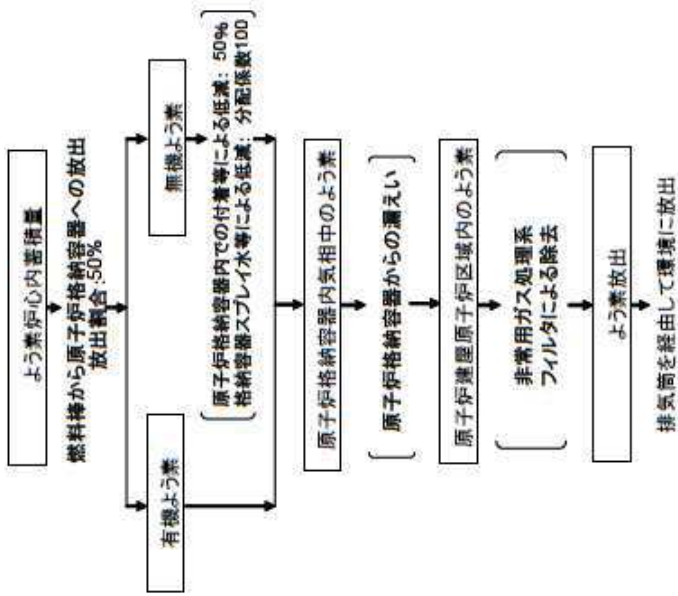 よう素炉心内蓄積量
燃料棒から原子炉格納容器への放出
放出割合:50%
有機よう素
無機よう素
原子炉格納容器内での付着等による低減: 50%
格納容器スプレイ水等による低減: 分配係数100
原子炉格納容器内気相中のよう素
原子炉格納容器からの漏えい
原子炉建屋原子炉区域内のよう素
非常用ガス処理系
フィルタによる除去
よう素放出
排気筒を経由して環境に放出